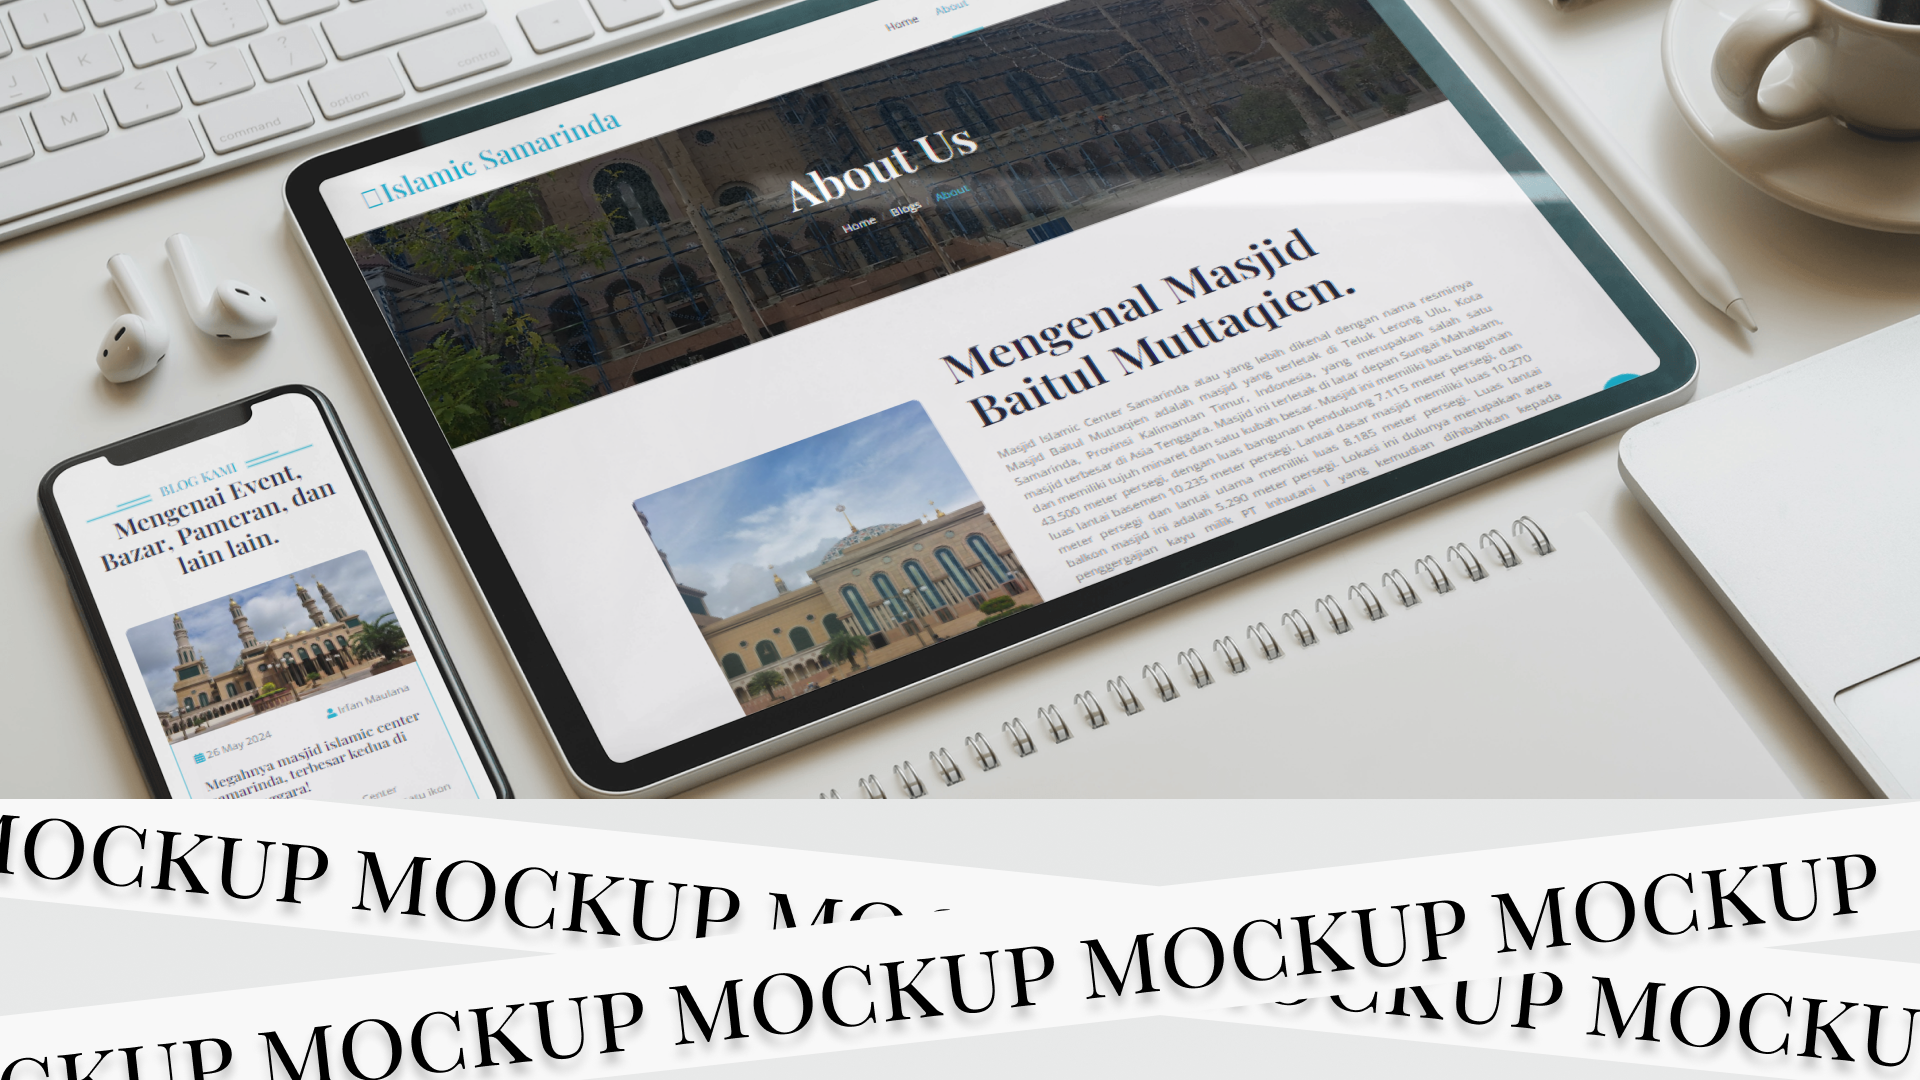 shift
control
option
command
I
J
K
L
M
<
,
>
.
?
/
Home About
Islamic Samarinda
About Us
Home Blogs About
Mengenal Masjid
Baitul Muttaqien.
Masjid Islamic Center Samarinda atau yang lebih dikenal dengan nama resminya
Masjid Baitul Muttaqien adalah masjid yang terletak di Teluk Lerong Ulu, Kota
Samarinda, Provinsi Kalimantan Timur, Indonesia, yang merupakan salah satu
masjid terbesar di Asia Tenggara. Masjid ini terletak di latar depan Sungai Mahakam,
dan memiliki tujuh minaret dan satu kubah besar. Masjid ini memiliki luas bangunan
43.500 meter persegi, dengan luas bangunan pendukung 7.115 meter persegi, dan
luas lantai basemen 10.235 meter persegi. Lantai dasar masjid memiliki luas 10.270
meter persegi dan lantai utama memiliki luas 8.185 meter persegi. Luas lantai
balkon masjid ini adalah 5.290 meter persegi. Lokasi ini dulunya merupakan area
penggergajian kayu milik PT Inhutani I yang kemudian dihibahkan kepada
BLOG KAMI
Mengenai Event,
Bazar, Pameran, dan
lain lain.
26 May 2024 Irfan Maulana
Megahnya masjid islamic center
samarinda, terbesar kedua di
Center
ikon
MOCKUP MOCKUP
MOCKUP MOCKUP MOCKUP MOCKUP
MOCKUP MOCKU